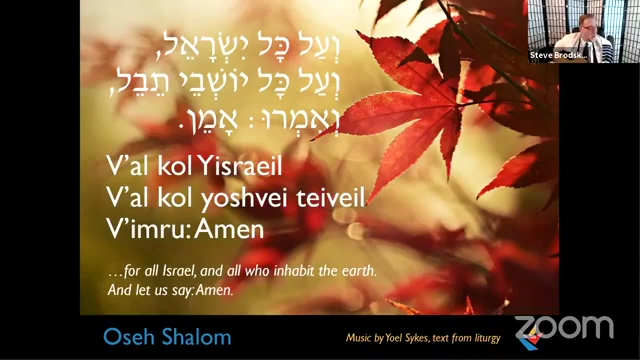 וְעַל כָּל יִשְׂרָאֵל,
וְעַל כָּל יוֹשְׁבֵי תֵבֵל,
וְאִמְרוּ: אָמֵן.
V'al kol Yisraeil
V'al kol yoshvei teiveil
V'imru: Amen
...for all Israel, and all who inhabit the earth.
And let us say: Amen.
Oseh Shalom
Music by Yoel Sykes, text from liturgy
Steve Brodsk...
zoom